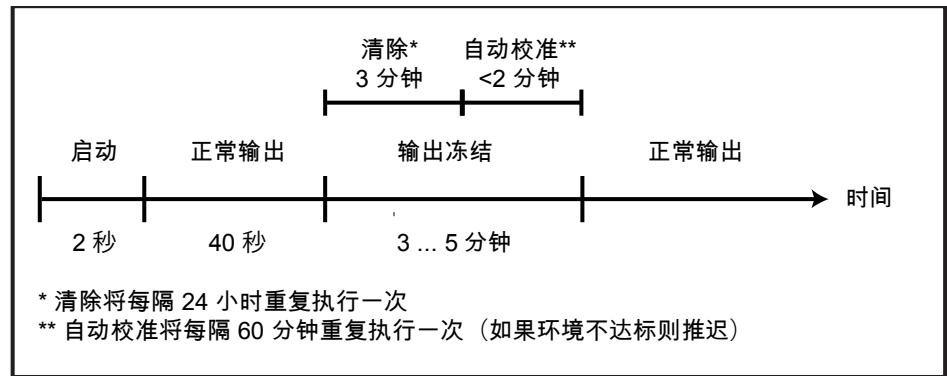 清除* 自动校准**
3 分钟 <2 分钟
启动 正常输出 输出冻结 正常输出
时间
2 秒 40 秒 3 ... 5 分钟
* 清除将每隔 24 小时重复执行一次
** 自动校准将每隔 60 分钟重复执行一次（如果环境不达标则推迟）